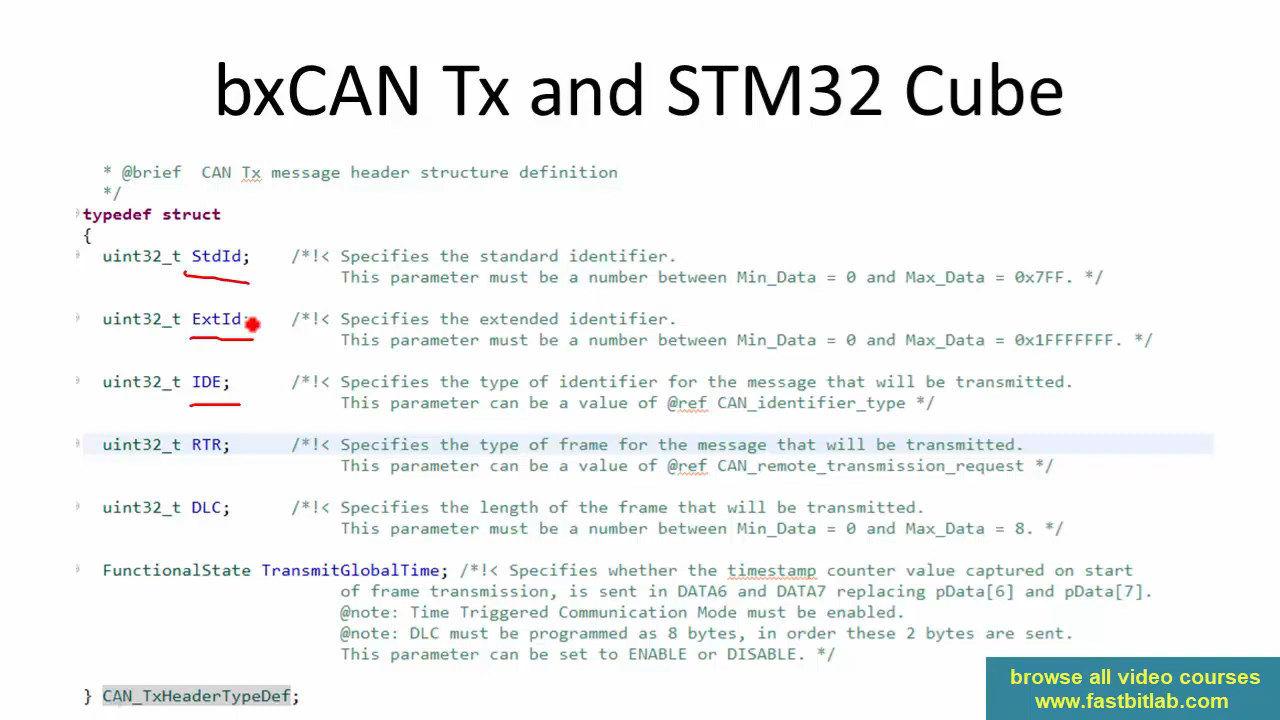 bxCAN Tx and STM32 Cube
* @brief CAN Tx message header structure definition
*/
typedef struct
{
uint32_t StdId; /*!< Specifies the standard identifier.
This parameter must be a number between Min_Data = 0 and Max_Data = 0x7FF. */
uint32_t ExtId; /*!< Specifies the extended identifier.
This parameter must be a number between Min_Data = 0 and Max_Data = 0x1FFFFFFF. */
uint32_t IDE; /*!< Specifies the type of identifier for the message that will be transmitted.
This parameter can be a value of @ref CAN_identifier_type */
uint32_t RTR; /*!< Specifies the type of frame for the message that will be transmitted.
This parameter can be a value of @ref CAN_remote_transmission_request */
uint32_t DLC; /*!< Specifies the length of the frame that will be transmitted.
This parameter must be a number between Min_Data = 0 and Max_Data = 8. */
FunctionalState TransmitGlobalTime; /*!< Specifies whether the timestamp counter value captured on start
of frame transmission, is sent in DATA6 and DATA7 replacing pData[6] and pData[7].
@note: Time Triggered Communication Mode must be enabled.
@note: DLC must be programmed as 8 bytes, in order these 2 bytes are sent.
This parameter can be set to ENABLE or DISABLE. */
} CAN_TxHeaderTypeDef;
browse all video courses
www.fastbitlab.com